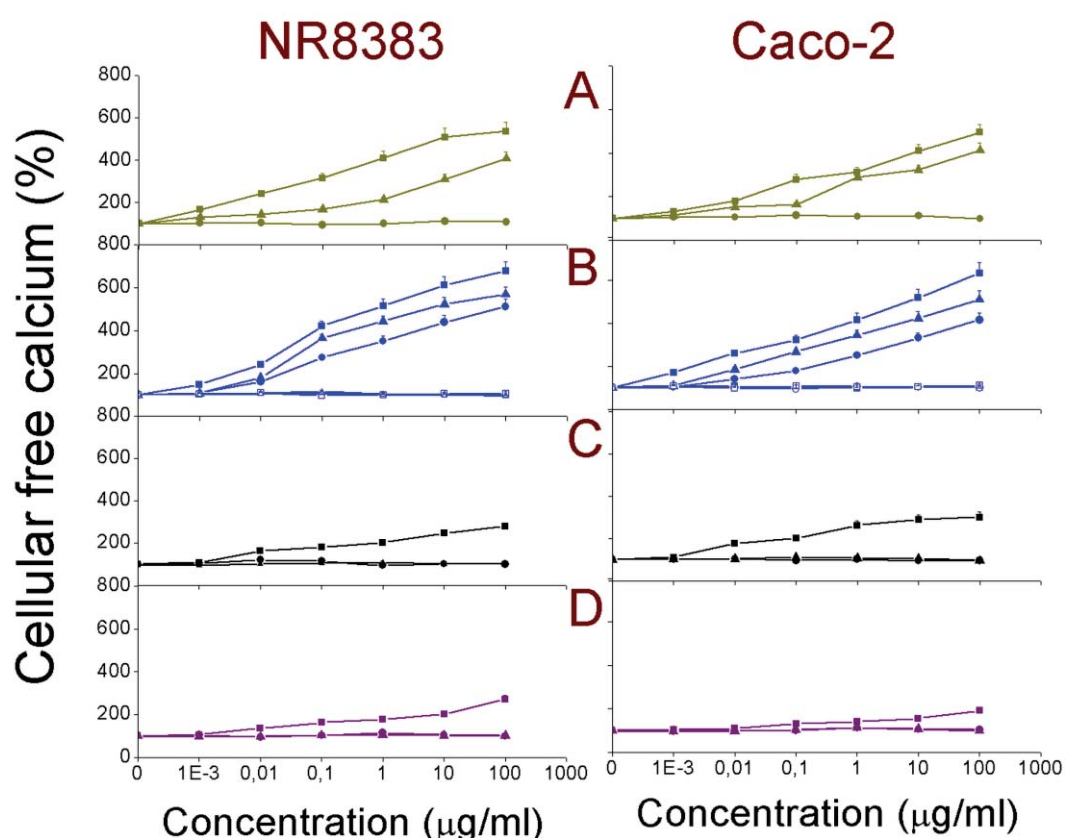 NR8383 Caco-2
Cellular free calcium (%)
A
800
600
400
200
B
800
600
400
200
C
800
600
400
200
D
800
600
400
200
0
0 1E-3 0,01 0,1 1 10 100 1000 0 1E-3 0,01 0,1 1 10 100 1000
Concentration (μg/ml) Concentration (μg/ml)